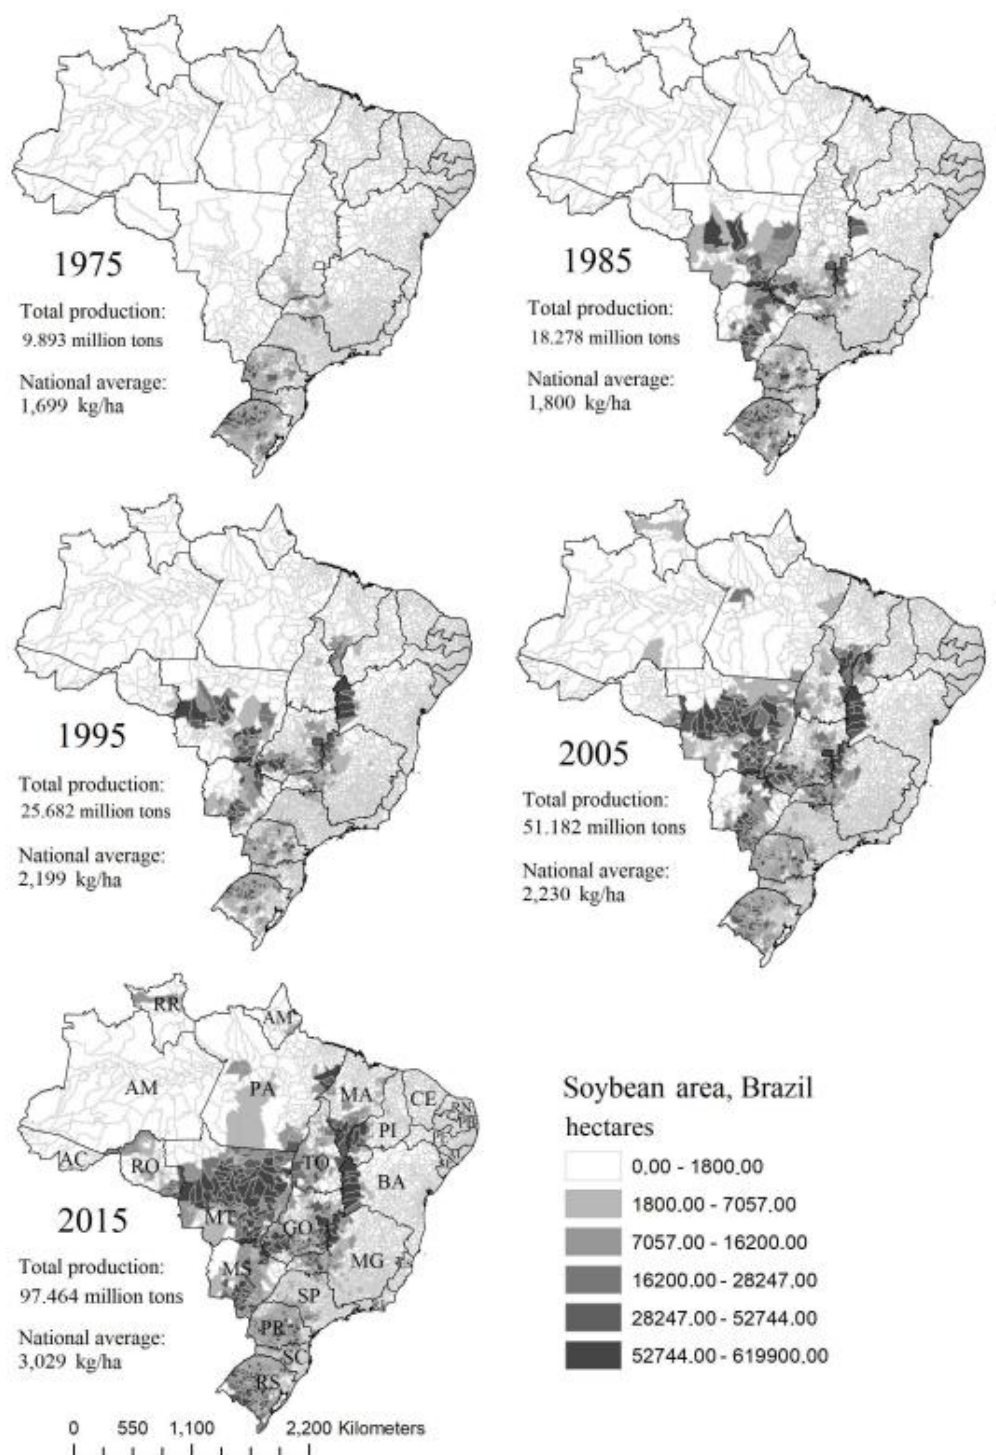 1975
Total production:
9.893 million tons
National average:
1,699 kg/ha
1985
Total production:
18.278 million tons
National average:
1,800 kg/ha
1995
Total production:
25.682 million tons
National average:
2,199 kg/ha
2005
Total production:
51.182 million tons
National average:
2,230 kg/ha
RR
AM
AM
PA
MA
CE
RN
PB
PI
AC
RO
TO
BA
MT
GO
MS
MG
SP
PR
SC
RS
2015
Total production:
97.464 million tons
National average:
3,029 kg/ha
0 550 1,100 2,200 Kilometers
Soybean area, Brazil
hectares
0.00 - 1800.00
1800.00 - 7057.00
7057.00 - 16200.00
16200.00 - 28247.00
28247.00 - 52744.00
52744.00 - 619900.00